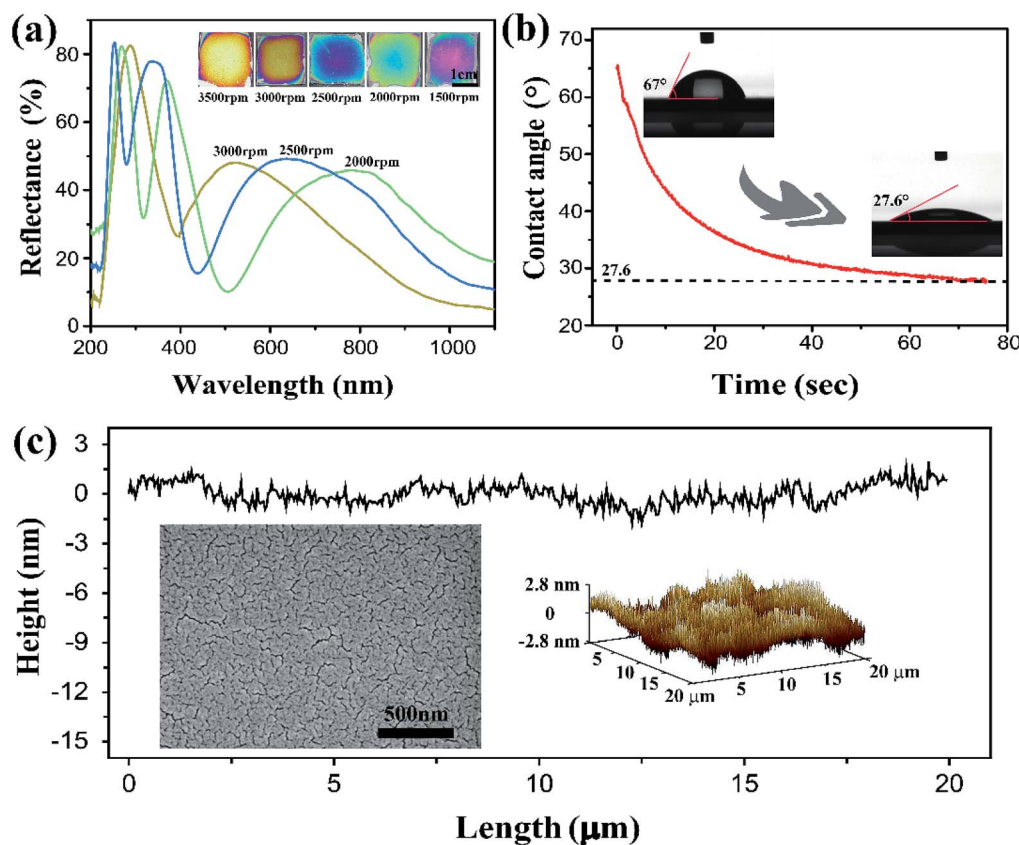 (a)
80
60
40
20
0
Reflectance (%)
3500rpm 3000rpm 2500rpm 2000rpm 1500rpm
1cm
3000rpm 2500rpm 2000rpm
200 400 600 800 1000
Wavelength (nm)
(b)
70
60
50
40
30
20
Contact angle (°)
67°
27.6°
27.6
0 20 40 60 80
Time (sec)
(c)
3
0
-3
-6
-9
-12
-15
Height (nm)
500nm
2.8 nm
0
-2.8 nm
5
10
15
20 μm
5
10
15
20 μm
0 5 10 15 20
Length (μm)